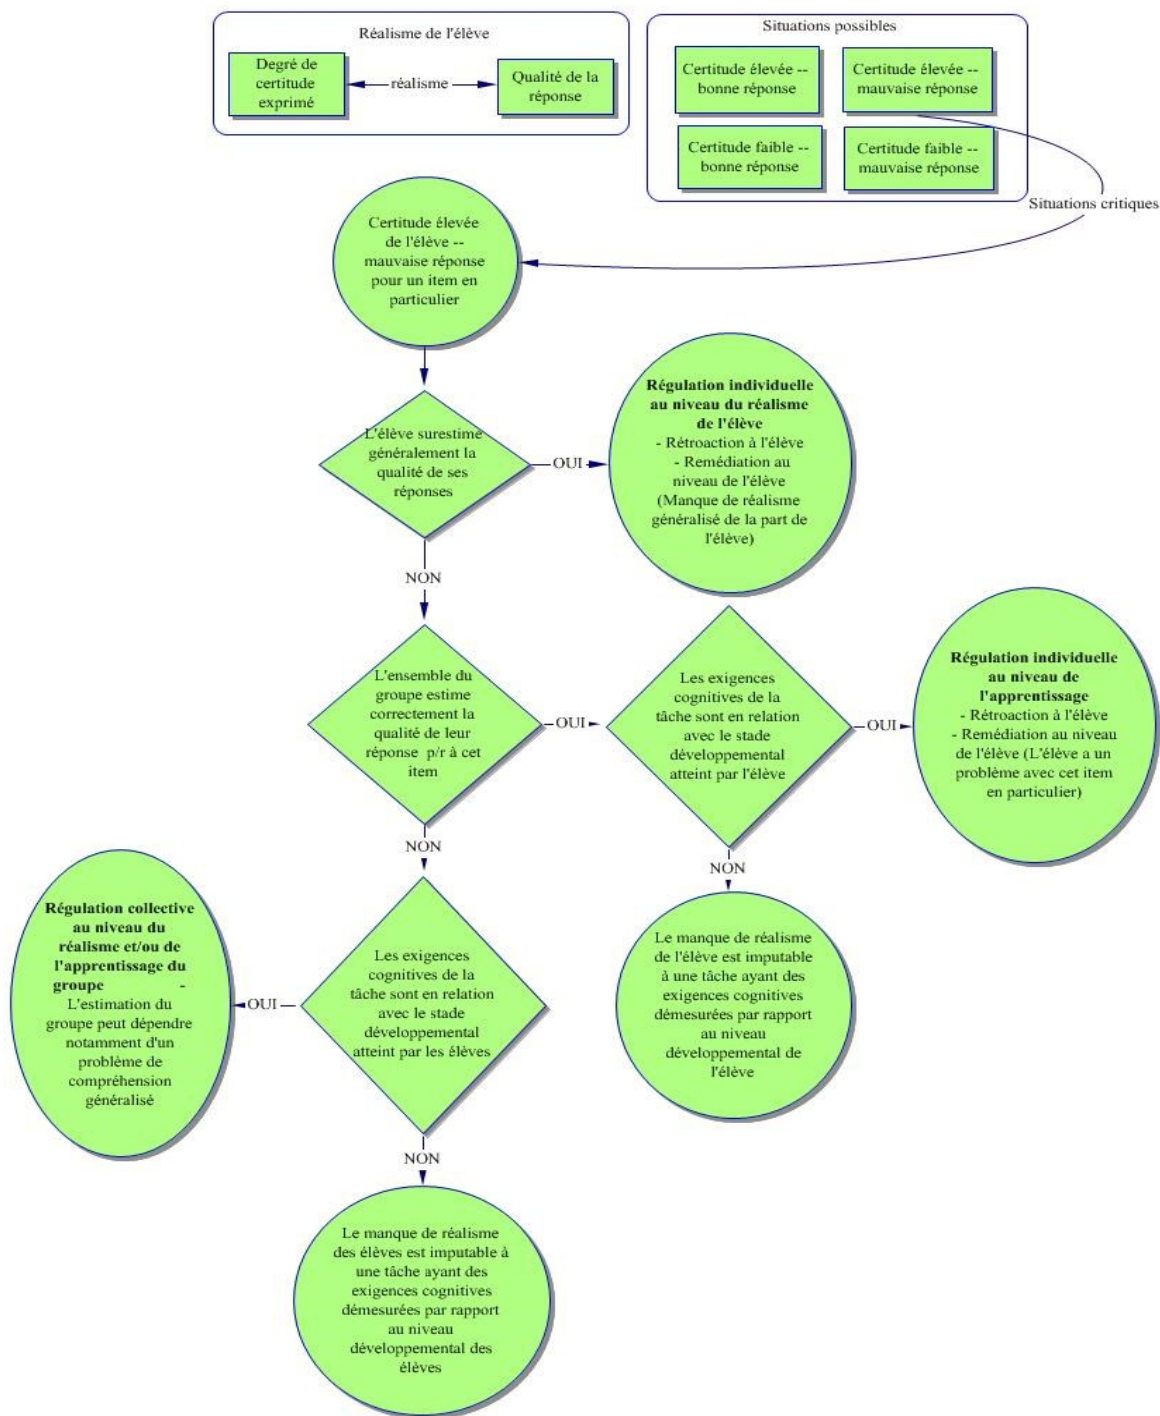 Réalisme de l'élève
Degré de
certitude
exprimé
réalisme
Qualité de la
réponse
Situations possibles
Certitude élevée --
bonne réponse
Certitude élevée --
mauvaise réponse
Certitude faible --
bonne réponse
Certitude faible --
mauvaise réponse
Situations critiques
Certitude élevée
de l'élève --
mauvaise réponse
pour un item en
particulier
L'élève surestime
généralement la
qualité de ses
réponses
OUI
Régulation individuelle
au niveau du réalisme
de l'élève
- Rétroaction à l'élève
- Remédiation au
niveau de l'élève
(Manque de réalisme
généralisé de la part de
l'élève)
NON
L'ensemble du
groupe estime
correctement la
qualité de leur
réponse p/r à cet
item
OUI
Les exigences
cognitives de la
tâche sont en relation
avec le stade
développemental
atteint par l'élève
OUI
Régulation individuelle
au niveau de
l'apprentissage
- Rétroaction à l'élève
- Remédiation au niveau
de l'élève (L'élève a un
problème avec cet item
en particulier)
NON
NON
Le manque de réalisme
de l'élève est imputable
à une tâche ayant des
exigences cognitives
démesurées par rapport
au niveau
développemental de
l'élève
Régulation collective
au niveau du
réalisme et/ou de
l'apprentissage du
groupe -
L'estimation du
groupe peut dépendre
notamment d'un
problème de
compréhension
généralisé
OUI
Les exigences
cognitives de la
tâche sont en relation
avec le stade
développemental
atteint par les élèves
NON
Le manque de réalisme
des élèves est imputable à
une tâche ayant des
exigences cognitives
démesurées par rapport
au niveau
développemental des
élèves